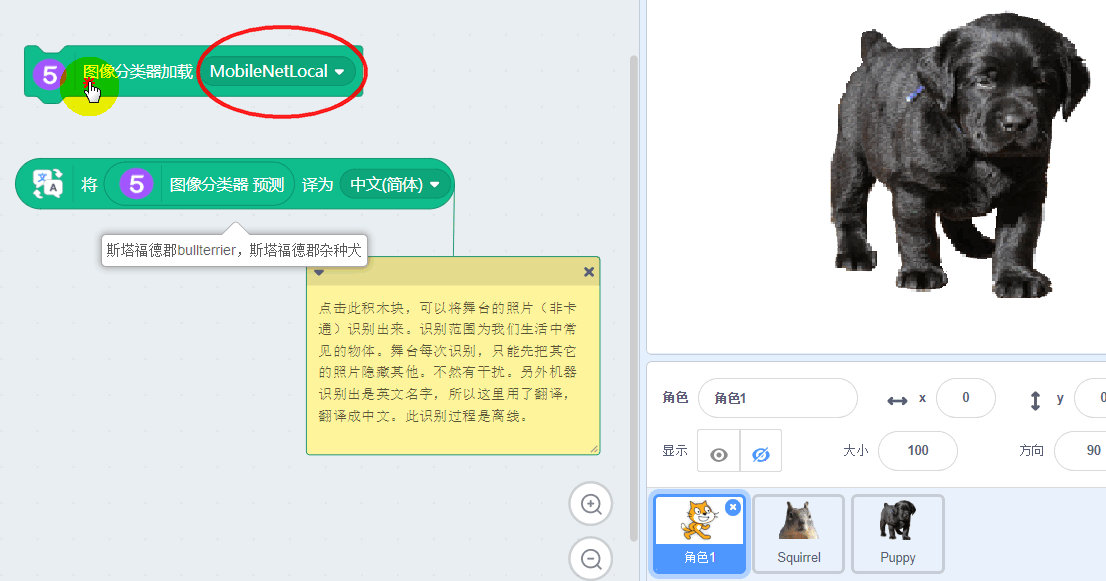 5 图像分类器加载 MobileNetLocal
文 A 将 5 图像分类器 预测 译为 中文(简体)
斯塔福德郡bullterrier，斯塔福德郡杂种犬
点击此积木块，可以将舞台的照片（非卡
通）识别出来。识别范围为我们生活中常
见的物体。舞台每次识别，只能先把其它
的照片隐藏其他。不然有干扰。另外机器
识别出是英文名字，所以这里用了翻译，
翻译成中文。此识别过程是离线。
角色 角色1 x 0 y 0
显示 大小 100 方向 90
角色1 Squirrel Puppy